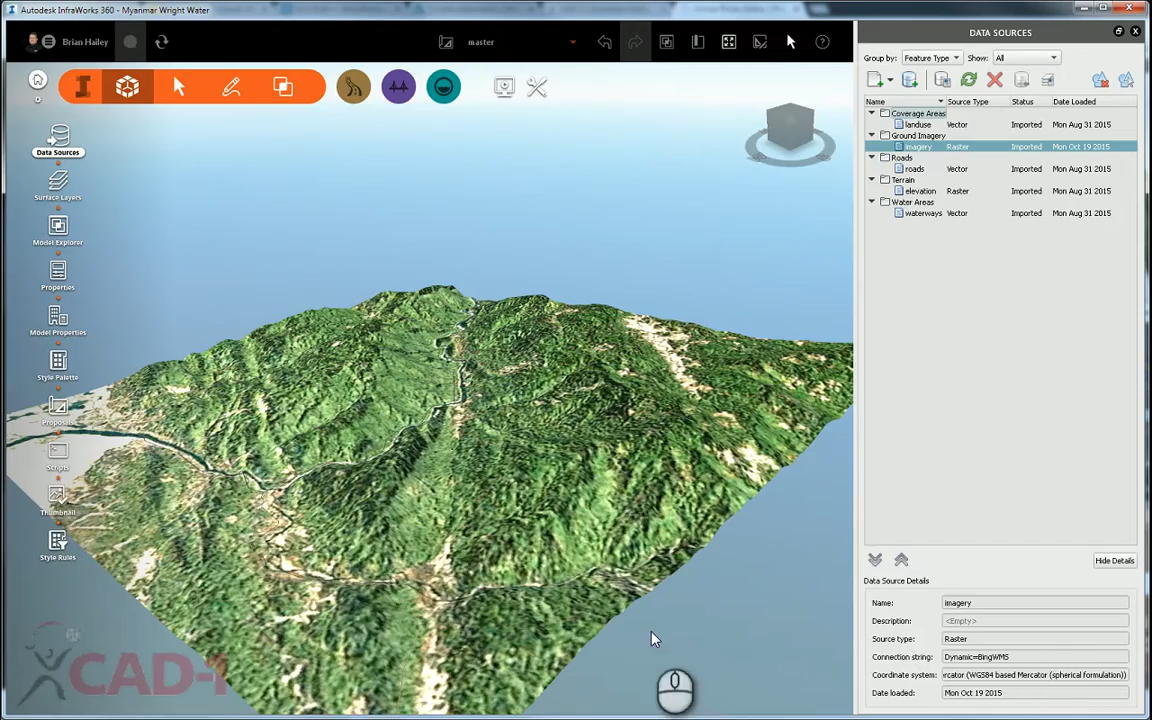 Autodesk InfraWorks 360 - Myanmar Wright Water
Brian Hailey
master
DATA SOURCES
Group by: Feature Type Show: All
Name Source Type Status Date Loaded
Coverage Areas
landuse Vector Imported Mon Aug 31 2015
Ground Imagery
imagery Raster Imported Mon Oct 19 2015
Roads
roads Vector Imported Mon Aug 31 2015
Terrain
elevation Raster Imported Mon Aug 31 2015
Water Areas
waterways Vector Imported Mon Aug 31 2015
Data Sources
Surface Layers
Model Explorer
Properties
Model Properties
Style Palette
Proposals
Scripts
Thumbnail
Style Rules
Hide Details
Data Source Details
Name: imagery
Description: <Empty>
Source type: Raster
Connection string: Dynamic=BingWMS
Coordinate system: rcator (WGS84 based Mercator (spherical formulation))
Date loaded: Mon Oct 19 2015
CAD-1